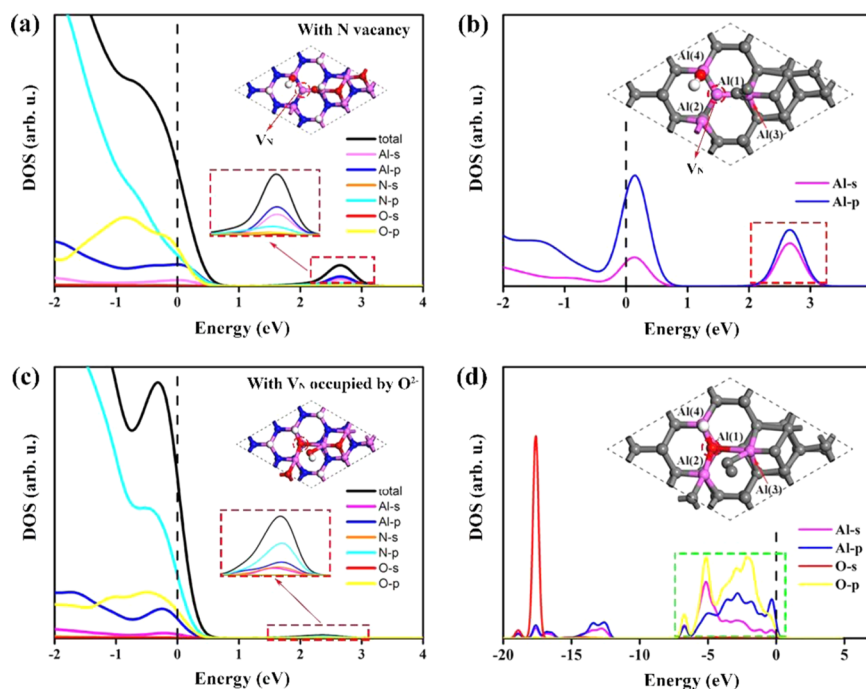 (a)
With N vacancy
DOS (arb. u.)
VN
total
Al-s
Al-p
N-s
N-p
O-s
O-p
-2 -1 0 1 2 3 4
Energy (eV)
(b)
DOS (arb. u.)
Al(4)
Al(1)
Al(2)
Al(3)
VN
Al-s
Al-p
-2 -1 0 1 2 3
Energy (eV)
(c)
With VN occupied by O2-
DOS (arb. u.)
total
Al-s
Al-p
N-s
N-p
O-s
O-p
-2 -1 0 1 2 3 4
Energy (eV)
(d)
DOS (arb. u.)
Al(4)
Al(1)
Al(2)
Al(3)
Al-s
Al-p
O-s
O-p
-20 -15 -10 -5 0 5
Energy (eV)